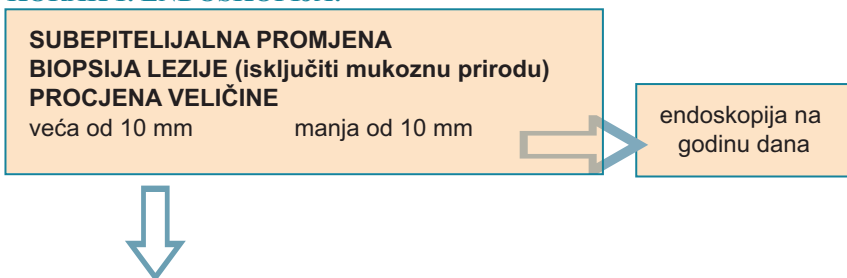 SUBEPITELIJALNA PROMJENA
BIOPSIJA LEZIJE (isključiti mukoznu prirodu)
PROCJENA VELIČINE
veća od 10 mm manja od 10 mm
endoskopija na
godinu dana